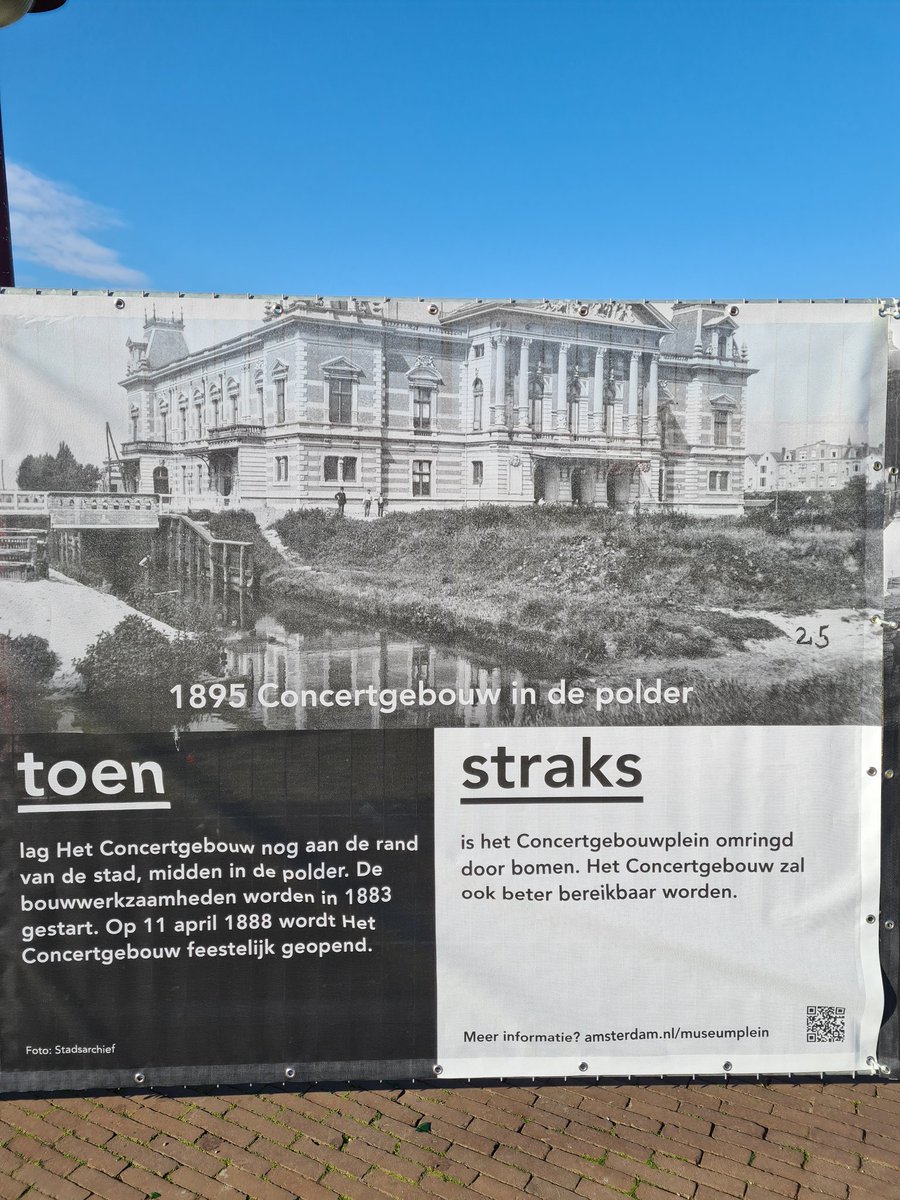 25
1895 Concertgebouw in de polder
toen
lag Het Concertgebouw nog aan de rand
van de stad, midden in de polder. De
bouwwerkzaamheden worden in 1883
gestart. Op 11 april 1888 wordt Het
Concertgebouw feestelijk geopend.
Foto: Stadsarchief
straks
is het Concertgebouwplein omringd
door bomen. Het Concertgebouw zal
ook beter bereikbaar worden.
Meer informatie? amsterdam.nl/museumplein